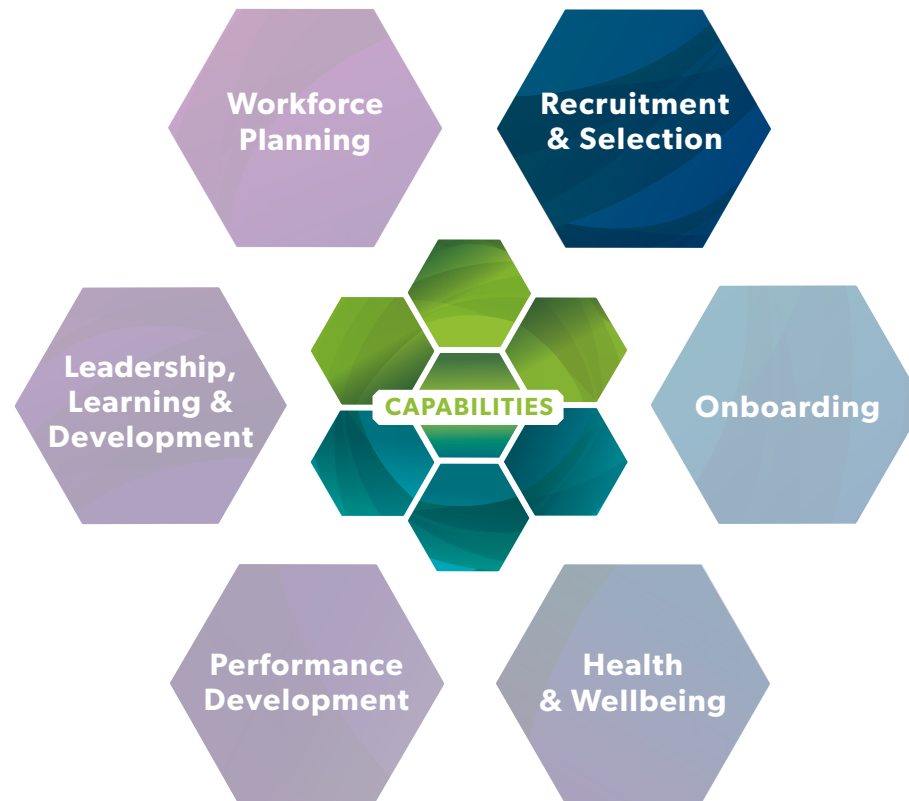 Workforce
Planning
Recruitment
& Selection
Leadership,
Learning &
Development
CAPABILITIES
Onboarding
Performance
Development
Health
& Wellbeing